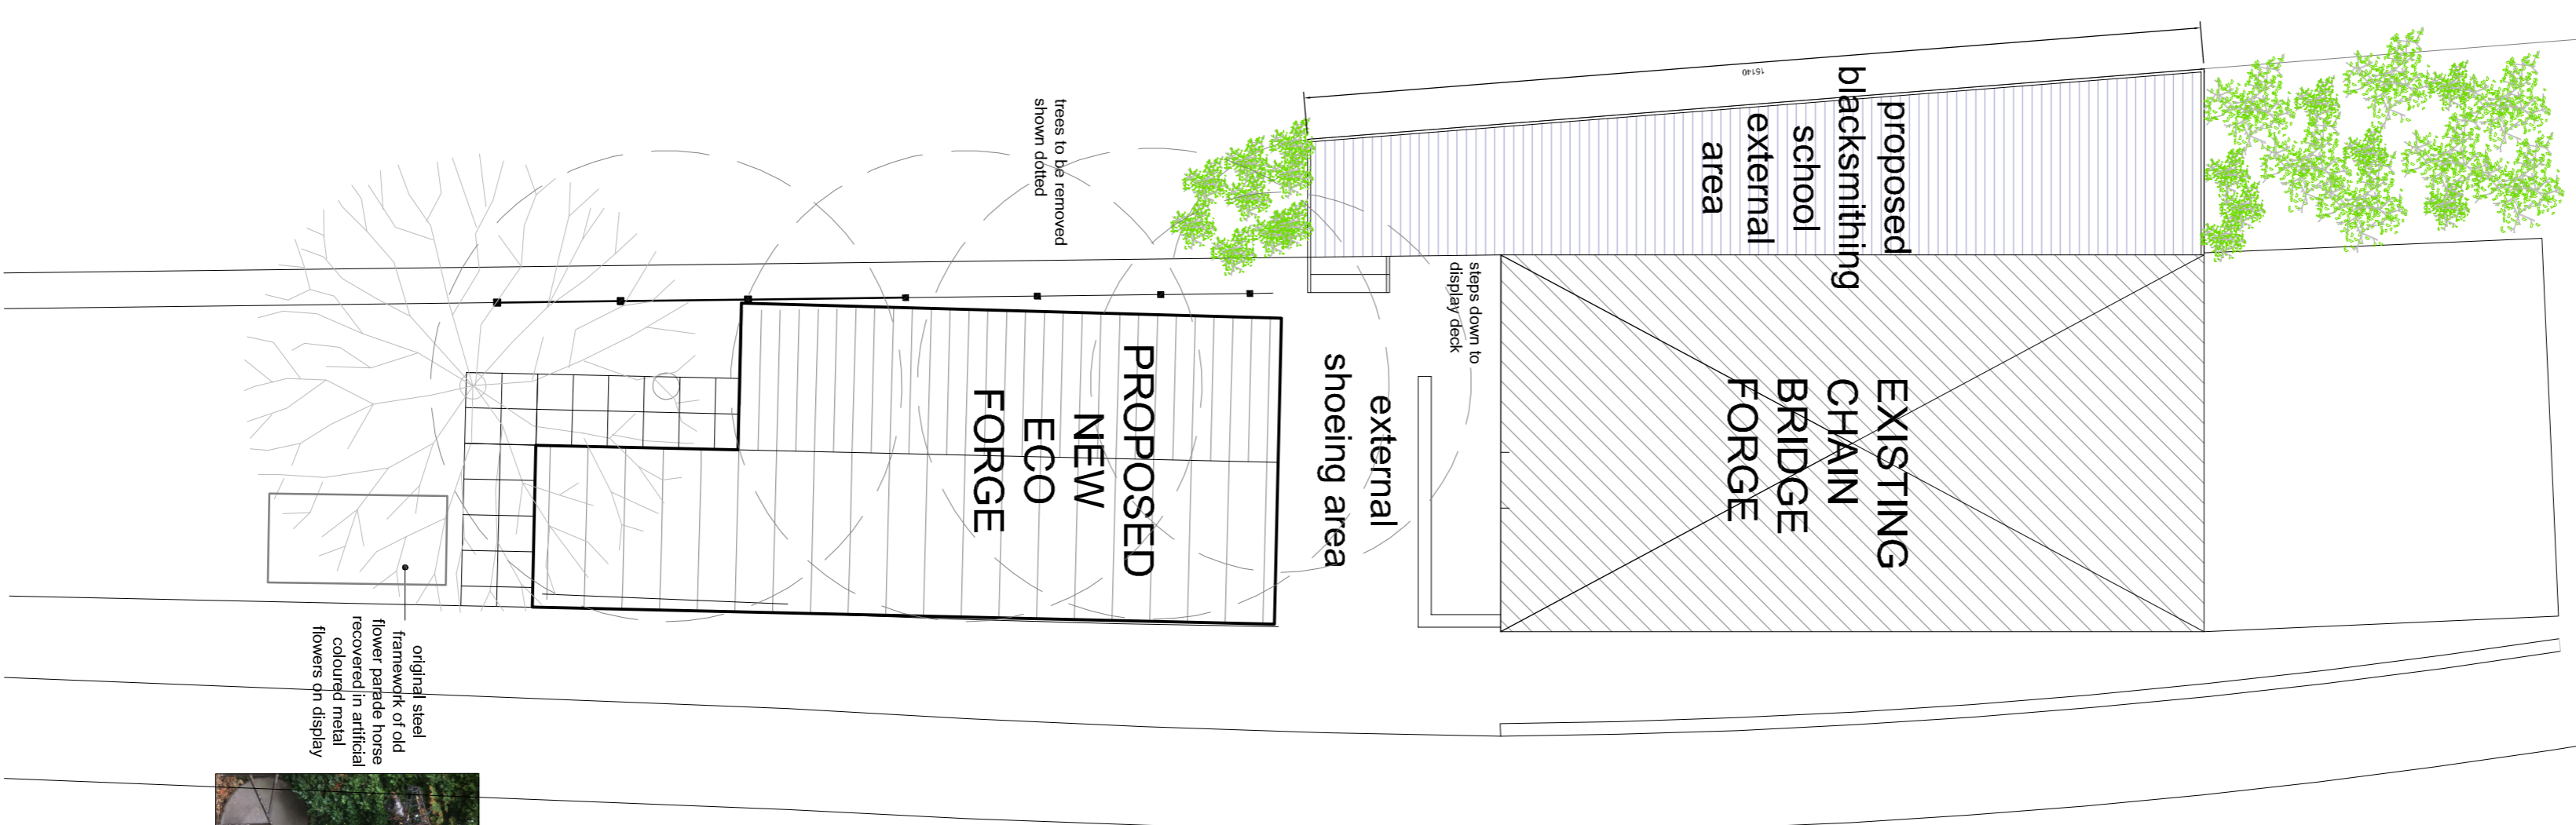 15140
proposed
blacksmithing
school
external
area
trees to be removed
shown dotted
steps down to
display deck
EXISTING
CHAIN
BRIDGE
FORGE
external
shoeing area
PROPOSED
NEW
ECO
FORGE
original steel
framework of old
flower parade horse
recovered in artificial
coloured metal
flowers on display